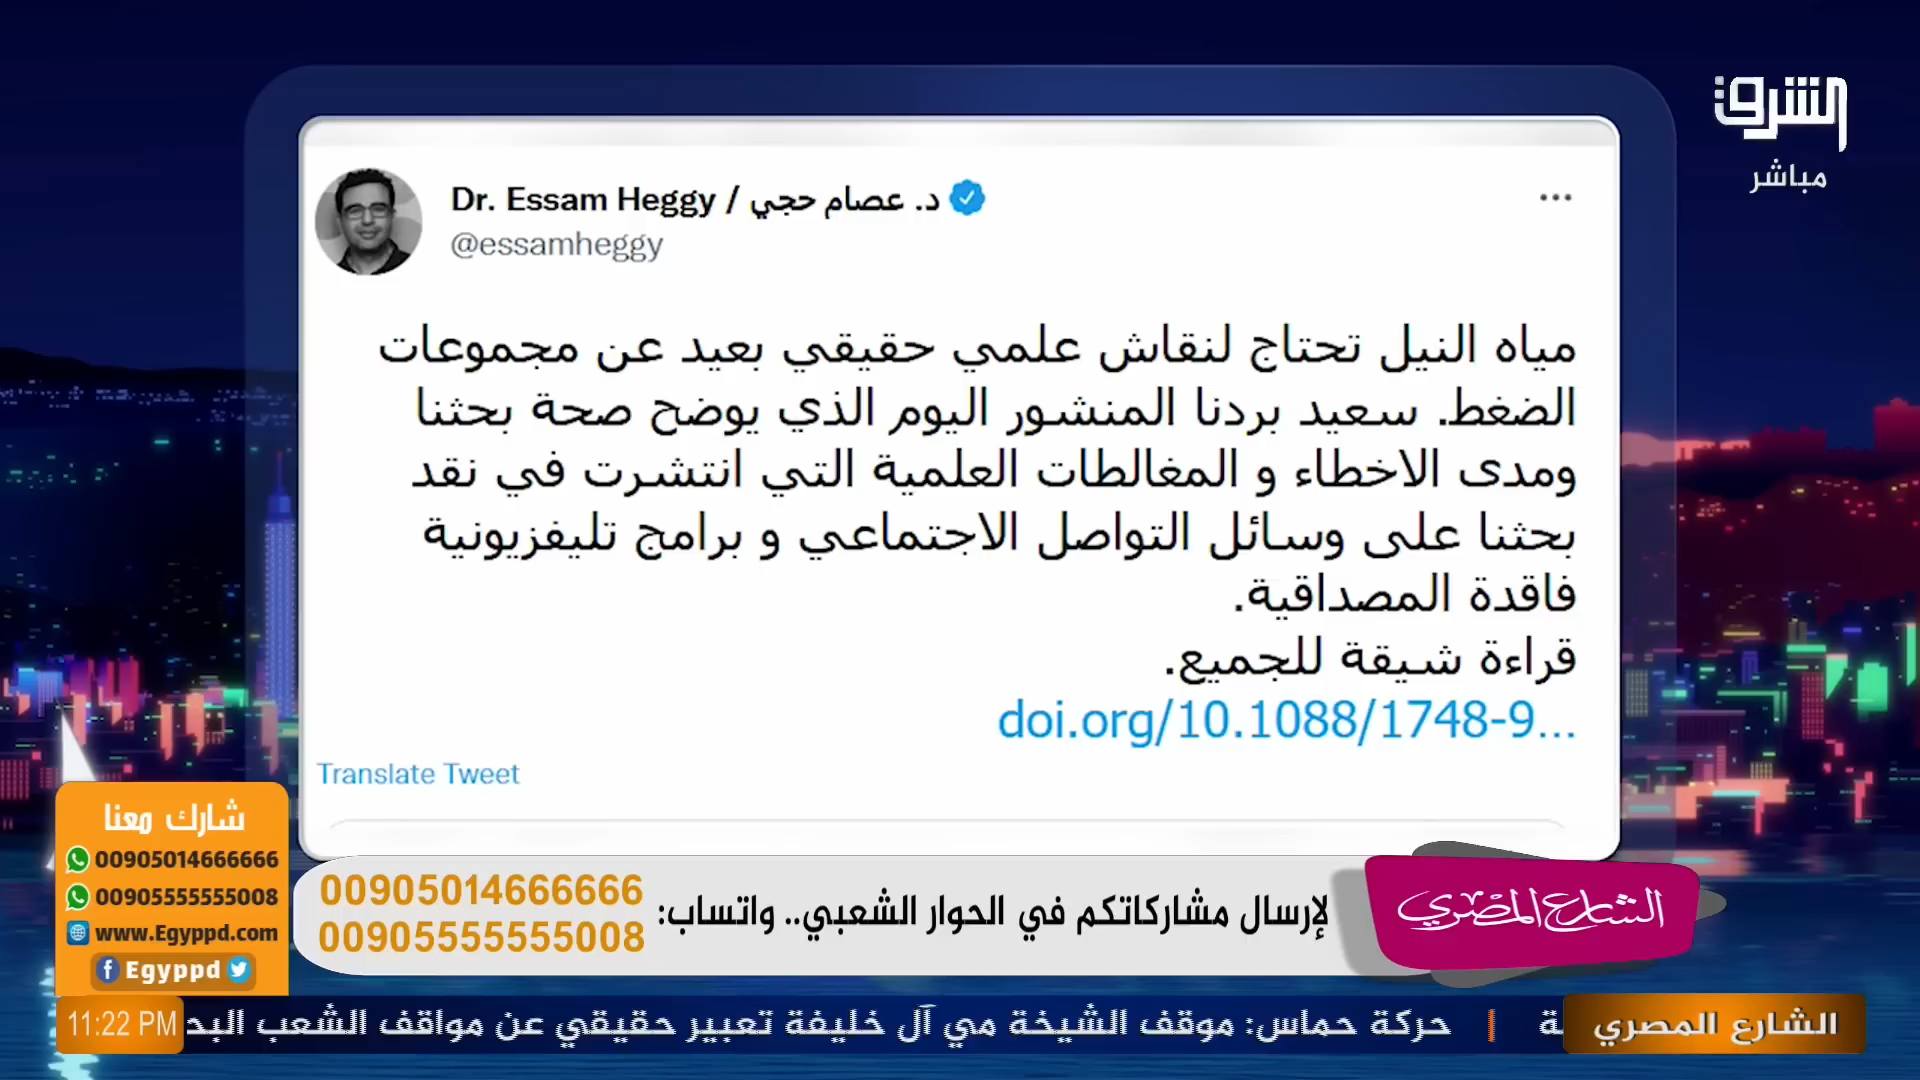 الشرق
مباشر
Dr. Essam Heggy / د. عصام حجي
@essamheggy
مياه النيل تحتاج لنقاش علمي حقيقي بعيد عن مجموعات
الضغط. سعيد بردنا المنشور اليوم الذي يوضح صحة بحثنا
ومدى الاخطاء و المغالطات العلمية التي انتشرت في نقد
بحثنا على وسائل التواصل الاجتماعي و برامج تليفزيونية
فاقدة المصداقية.
قراءة شيقة للجميع.
doi.org/10.1088/1748-9...
Translate Tweet
شارك معنا
00905014666666
00905555555008
www.Egyppd.com
Egyppd
الشارع المصري
لإرسال مشاركاتكم في الحوار الشعبي.. واتساب:
00905014666666
00905555555008
الشارع المصري
ـة | حركة حماس: موقف الشيخة مي آل خليفة تعبير حقيقي عن مواقف الشعب البحـ
11:22 PM